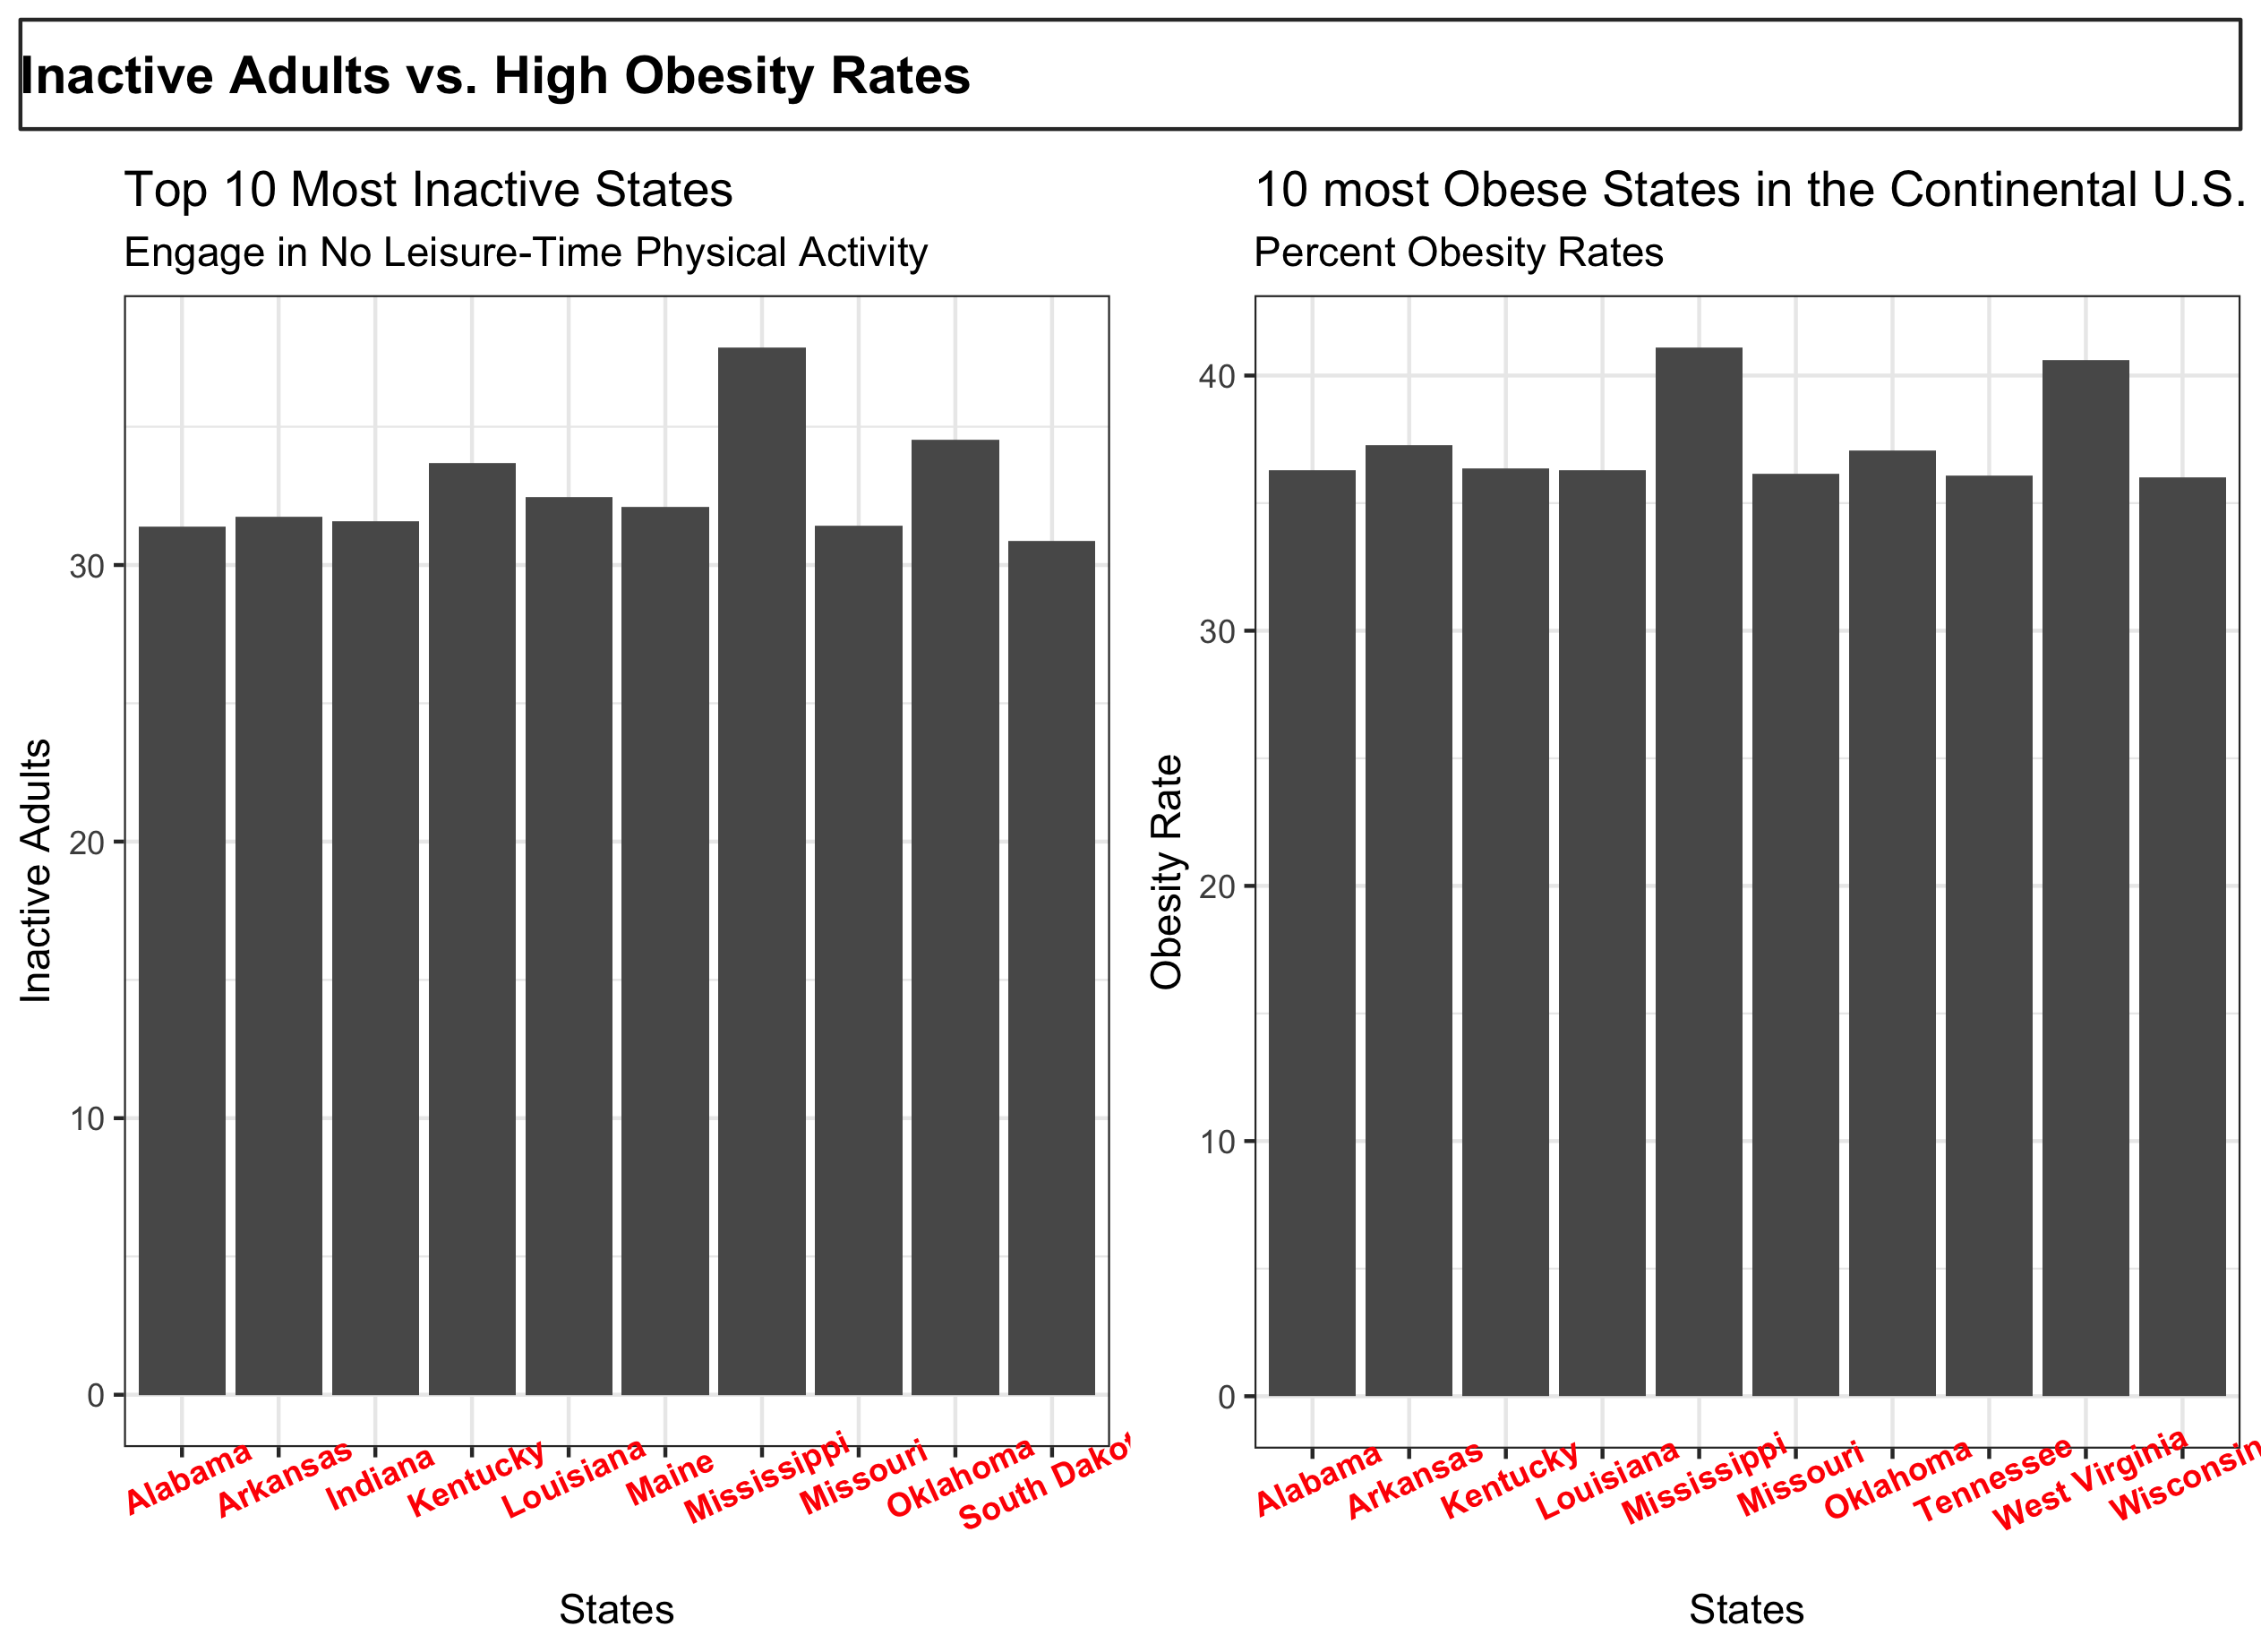 Inactive Adults vs. High Obesity Rates
Top 10 Most Inactive States
Engage in No Leisure-Time Physical Activity
Inactive Adults
30
20
10
0
Alabama
Arkansas
Indiana
Kentucky
Louisiana
Maine
Mississippi
Missouri
Oklahoma
South Dako
States
10 most Obese States in the Continental U.S.
Percent Obesity Rates
Obesity Rate
40
30
20
10
0
Alabama
Arkansas
Kentucky
Louisiana
Mississippi
Missouri
Oklahoma
Tennessee
West Virginia
Wisconsin
States